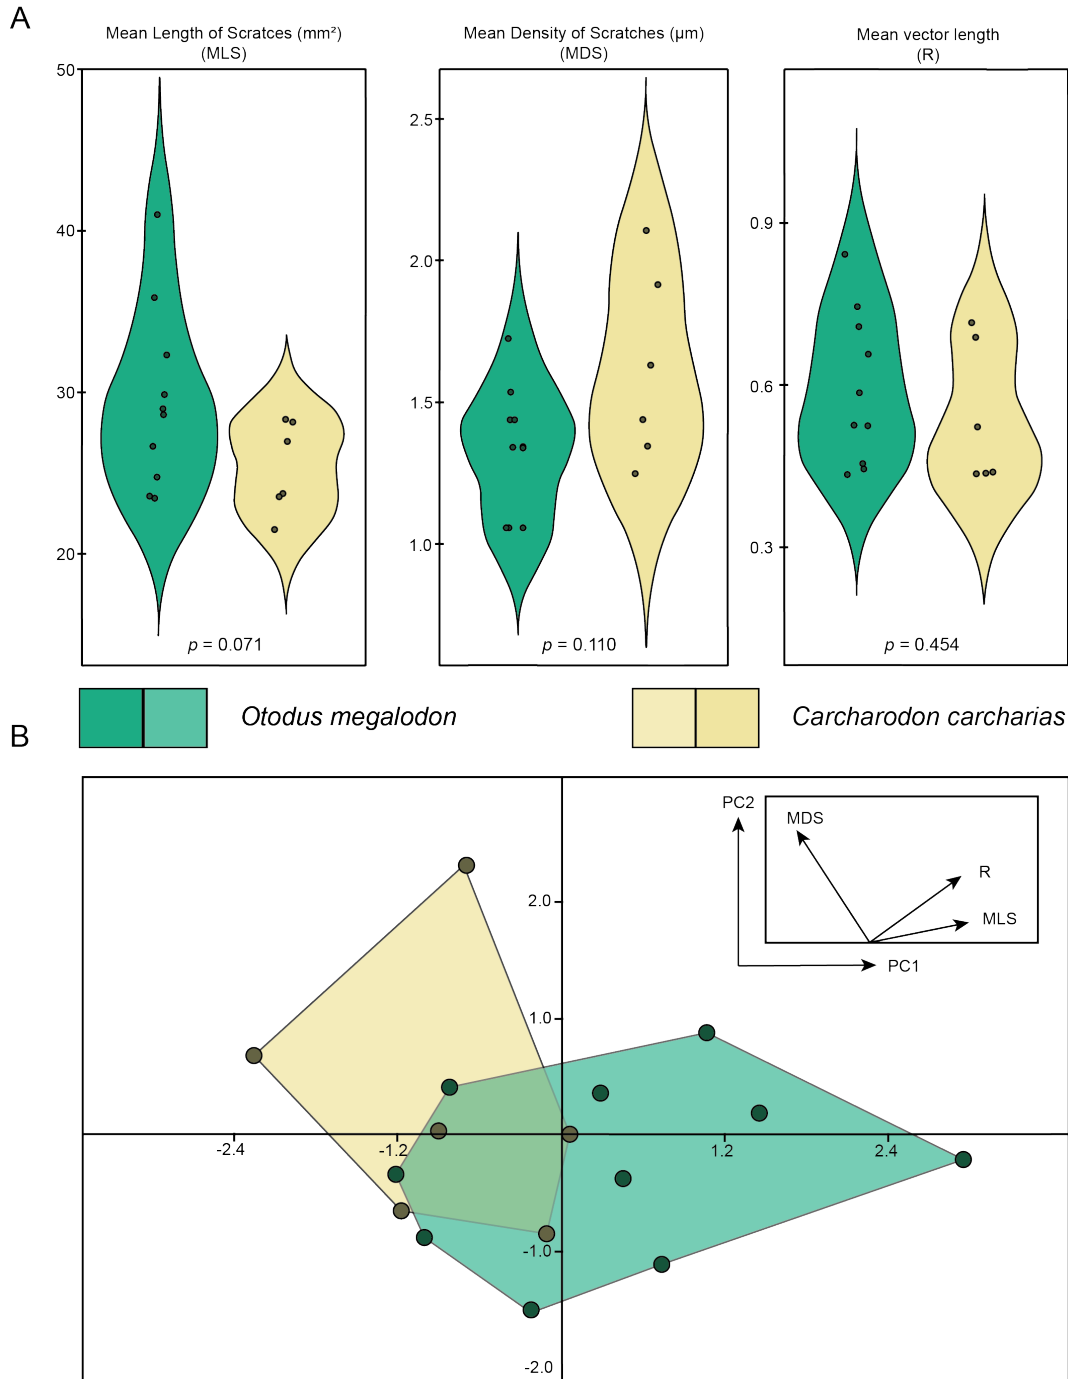 A
Mean Length of Scratces (mm²)
(MLS)
50
40
30
20
p = 0.071
Mean Density of Scratches (µm)
(MDS)
2.5
2.0
1.5
1.0
p = 0.110
Mean vector length
(R)
0.9
0.6
0.3
p = 0.454
Otodus megalodon
Carcharodon carcharias
B
PC2
MDS
R
MLS
PC1
2.0
1.0
-2.4
-1.2
1.2
2.4
-1.0
-2.0